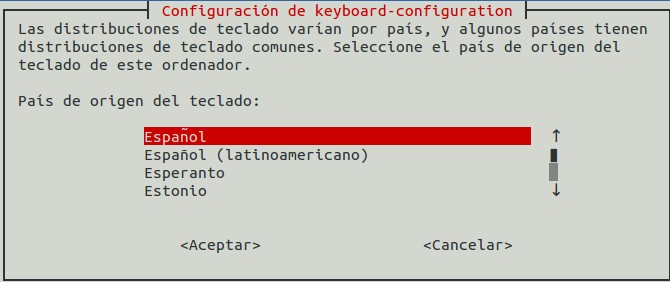 Configuración de keyboard-configuration
Las distribuciones de teclado varían por país, y algunos países tienen
distribuciones de teclado comunes. Seleccione el país de origen del
teclado de este ordenador.
País de origen del teclado:
Español
Español (latinoamericano)
Esperanto
Estonio
<Aceptar> <Cancelar>